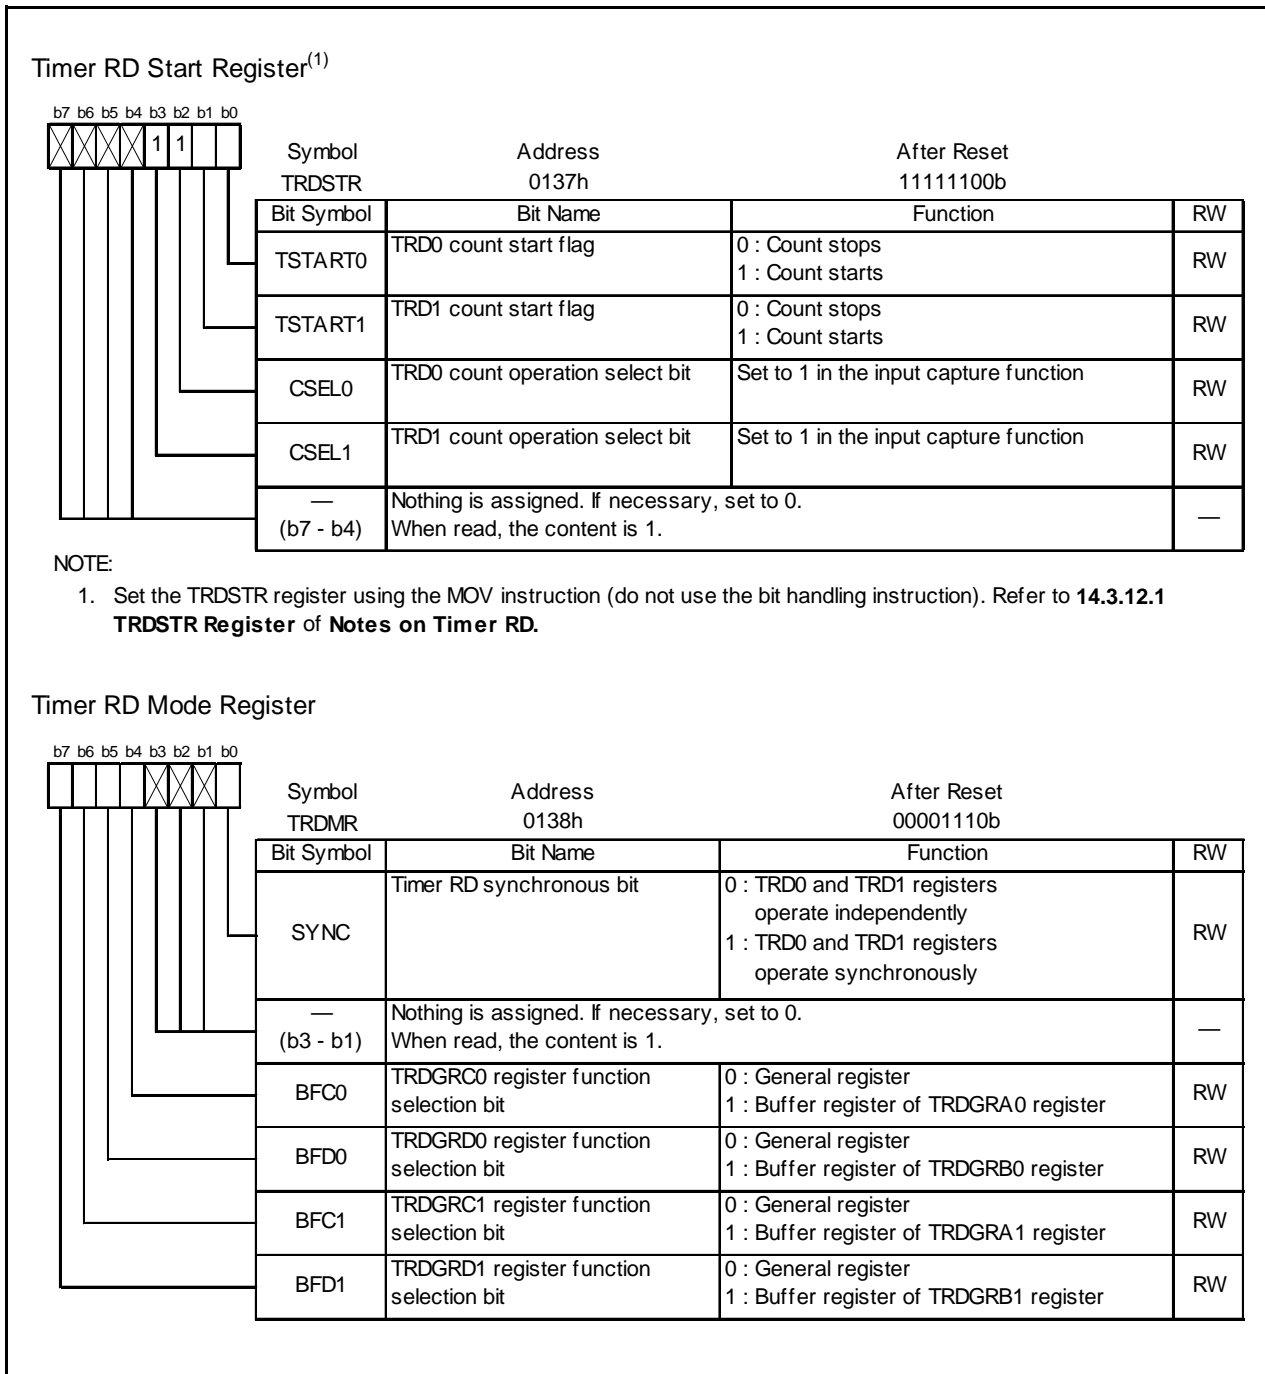 Timer RD Start Register(1)
b7 b6 b5 b4 b3 b2 b1 b0
1 1
Symbol Address After Reset
TRDSTR 0137h 11111100b
Bit Symbol Bit Name Function RW
TSTART0 TRD0 count start flag 0 : Count stops RW
1 : Count starts
TSTART1 TRD1 count start flag 0 : Count stops RW
1 : Count starts
CSEL0 TRD0 count operation select bit Set to 1 in the input capture function RW
CSEL1 TRD1 count operation select bit Set to 1 in the input capture function RW
— Nothing is assigned. If necessary, set to 0. —
(b7 - b4) When read, the content is 1.
NOTE:
1. Set the TRDSTR register using the MOV instruction (do not use the bit handling instruction). Refer to 14.3.12.1
TRDSTR Register of Notes on Timer RD.
Timer RD Mode Register
b7 b6 b5 b4 b3 b2 b1 b0
Symbol Address After Reset
TRDMR 0138h 00001110b
Bit Symbol Bit Name Function RW
SYNC Timer RD synchronous bit 0 : TRD0 and TRD1 registers RW
operate independently
1 : TRD0 and TRD1 registers
operate synchronously
— Nothing is assigned. If necessary, set to 0. —
(b3 - b1) When read, the content is 1.
BFC0 TRDGRC0 register function 0 : General register RW
selection bit 1 : Buffer register of TRDGRA0 register
BFD0 TRDGRD0 register function 0 : General register RW
selection bit 1 : Buffer register of TRDGRB0 register
BFC1 TRDGRC1 register function 0 : General register RW
selection bit 1 : Buffer register of TRDGRA1 register
BFD1 TRDGRD1 register function 0 : General register RW
selection bit 1 : Buffer register of TRDGRB1 register